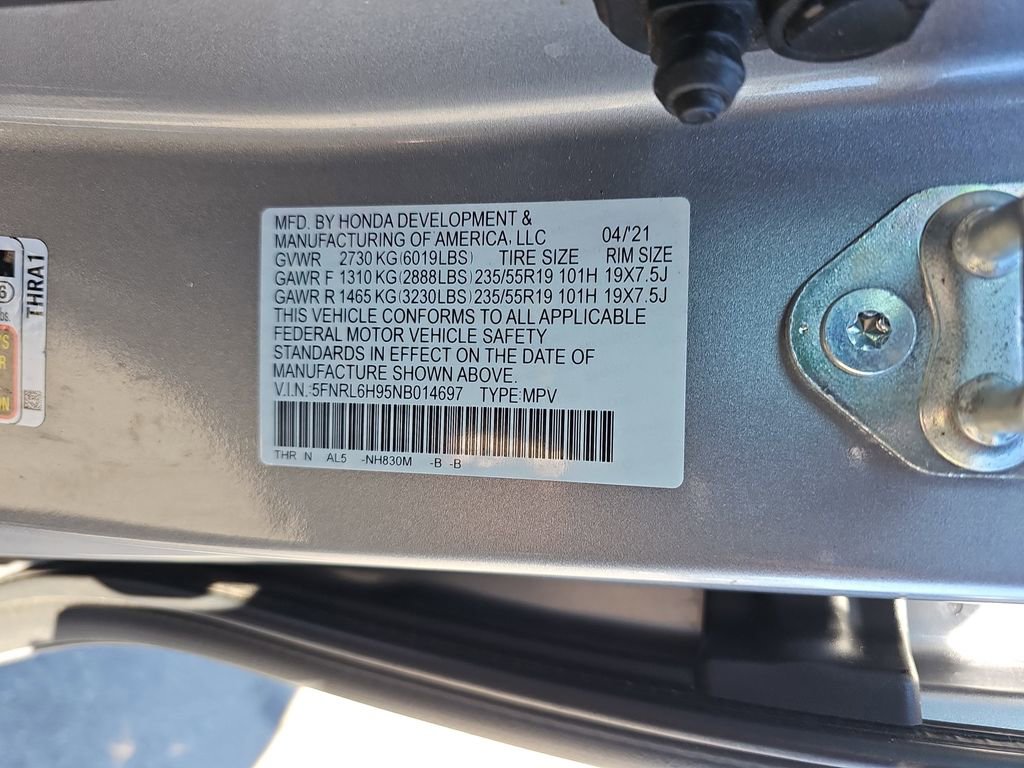 MFD. BY HONDA DEVELOPMENT &
MANUFACTURING OF AMERICA, LLC 04/'21
GVWR 2730 KG(6019LBS) TIRE SIZE RIM SIZE
GAWR F 1310 KG(2888LBS) 235/55R19 101H 19X7.5J
GAWR R 1465 KG(3230LBS) 235/55R19 101H 19X7.5J
THIS VEHICLE CONFORMS TO ALL APPLICABLE
FEDERAL MOTOR VEHICLE SAFETY
STANDARDS IN EFFECT ON THE DATE OF
MANUFACTURE SHOWN ABOVE.
V.I.N.:5FNRL6H95NB014697 TYPE:MPV
THR N AL5 -NH830M -B -B
THRA1